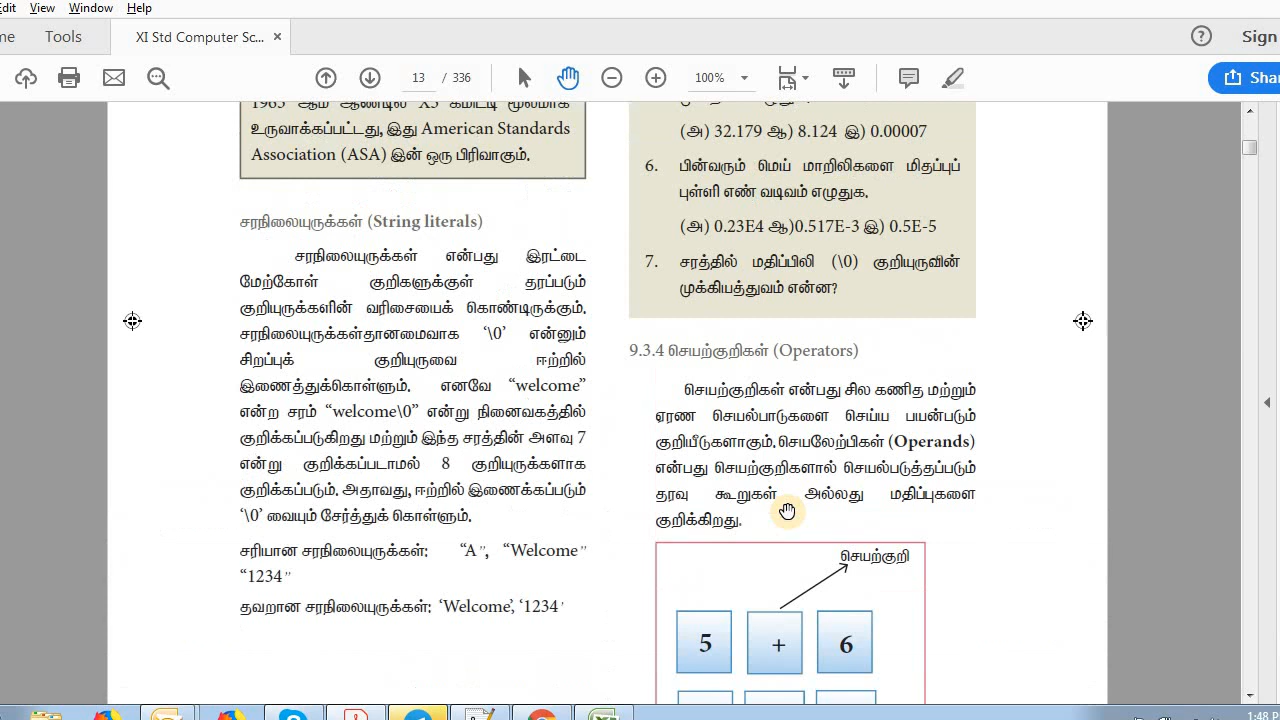 Edit View Window Help
Tools XI Std Computer Sc... × ? Sign
13 / 336 100% Shar
1963 ஆம் ஆண்டில் X3 கமிட்டி மூலமாக
உருவாக்கப்பட்டது, இது American Standards
Association (ASA) இன் ஒரு பிரிவாகும்.
சரநிலையுருக்கள் (String literals)
சரநிலையுருக்கள் என்பது இரட்டை
மேற்கோள் குறிகளுக்குள் தரப்படும்
குறியுருக்களின் வரிசையைக் கொண்டிருக்கும்.
சரநிலையுருக்கள்தானமைவாக ‘\0’ என்னும்
சிறப்புக் குறியுருவை ஈற்றில்
இணைத்துக்கொள்ளும். எனவே “welcome”
என்ற சரம் “welcome\0” என்று நினைவகத்தில்
குறிக்கப்படுகிறது மற்றும் இந்த சரத்தின் அளவு 7
என்று குறிக்கப்படாமல் 8 குறியுருக்களாக
குறிக்கப்படும். அதாவது, ஈற்றில் இணைக்கப்படும்
‘\0’ வையும் சேர்த்துக் கொள்ளும்.
சரியான சரநிலையுருக்கள்: “A”, “Welcome”
“1234”
தவறான சரநிலையுருக்கள்: ‘Welcome’, ‘1234’
(அ) 32.179 ஆ) 8.124 இ) 0.00007
6. பின்வரும் மெய் மாறிலிகளை மிதப்புப்
புள்ளி எண் வடிவம் எழுதுக.
(அ) 0.23E4 ஆ)0.517E-3 இ) 0.5E-5
7. சரத்தில் மதிப்பிலி (\0) குறியுருவின்
முக்கியத்துவம் என்ன?
9.3.4 செயற்குறிகள் (Operators)
செயற்குறிகள் என்பது சில கணித மற்றும்
ஏரண செயல்பாடுகளை செய்ய பயன்படும்
குறியீடுகளாகும். செயலேற்பிகள் (Operands)
என்பது செயற்குறிகளால் செயல்படுத்தப்படும்
தரவு கூறுகள் அல்லது மதிப்புகளை
குறிக்கிறது.
செயற்குறி
5 + 6
1:48 P